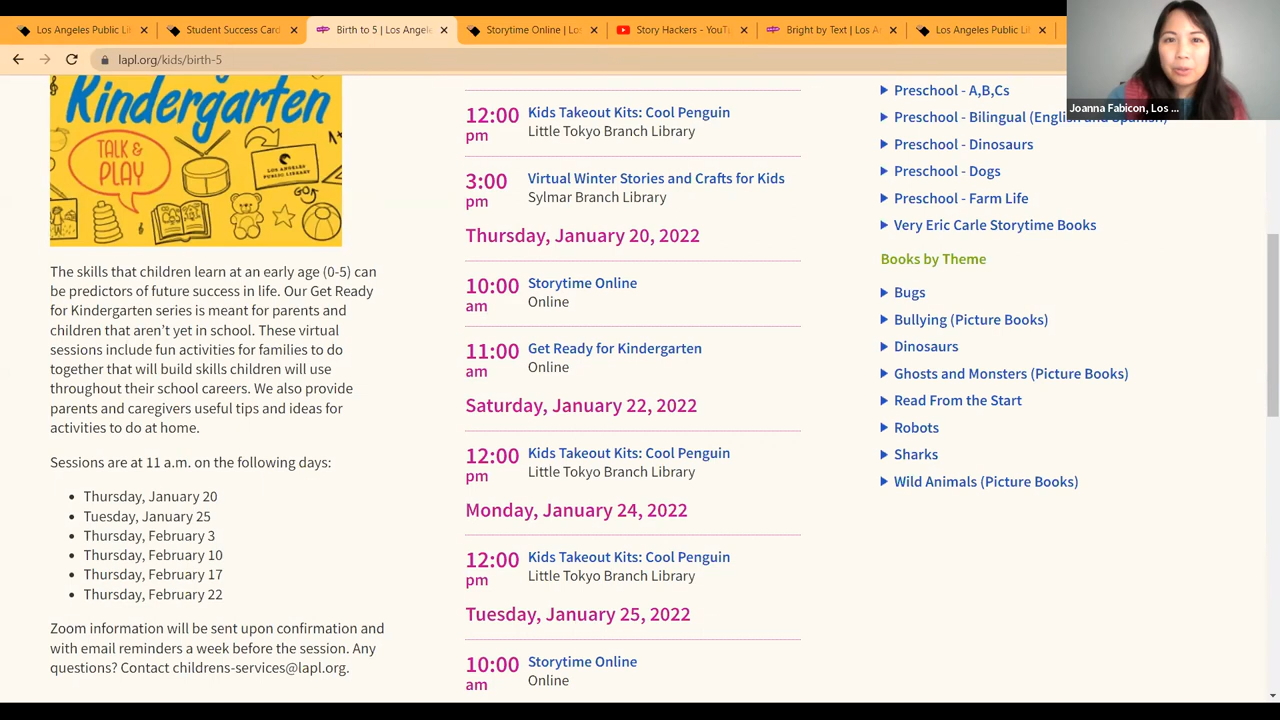 Los Angeles Public Li
Student Success Card
Birth to 5 | Los Angele
Storytime Online | Lo
Story Hackers - YouT
Bright by Text | Los A
Los Angeles Public Li
lapl.org/kids/birth-5
Joanna Fabicon, Los ...
Kindergarten
TALK &
PLAY
LOS ANGELES
PUBLIC LIBRARY
The skills that children learn at an early age (0-5) can
be predictors of future success in life. Our Get Ready
for Kindergarten series is meant for parents and
children that aren't yet in school. These virtual
sessions include fun activities for families to do
together that will build skills children will use
throughout their school careers. We also provide
parents and caregivers useful tips and ideas for
activities to do at home.
Sessions are at 11 a.m. on the following days:
Thursday, January 20
Tuesday, January 25
Thursday, February 3
Thursday, February 10
Thursday, February 17
Thursday, February 22
Zoom information will be sent upon confirmation and
with email reminders a week before the session. Any
questions? Contact childrens-services@lapl.org.
12:00 pm Kids Takeout Kits: Cool Penguin
Little Tokyo Branch Library
3:00 pm Virtual Winter Stories and Crafts for Kids
Sylmar Branch Library
Thursday, January 20, 2022
10:00 am Storytime Online
Online
11:00 am Get Ready for Kindergarten
Online
Saturday, January 22, 2022
12:00 pm Kids Takeout Kits: Cool Penguin
Little Tokyo Branch Library
Monday, January 24, 2022
12:00 pm Kids Takeout Kits: Cool Penguin
Little Tokyo Branch Library
Tuesday, January 25, 2022
10:00 am Storytime Online
Online
Preschool - A,B,Cs
Preschool - Bilingual (English and Spanish)
Preschool - Dinosaurs
Preschool - Dogs
Preschool - Farm Life
Very Eric Carle Storytime Books
Books by Theme
Bugs
Bullying (Picture Books)
Dinosaurs
Ghosts and Monsters (Picture Books)
Read From the Start
Robots
Sharks
Wild Animals (Picture Books)